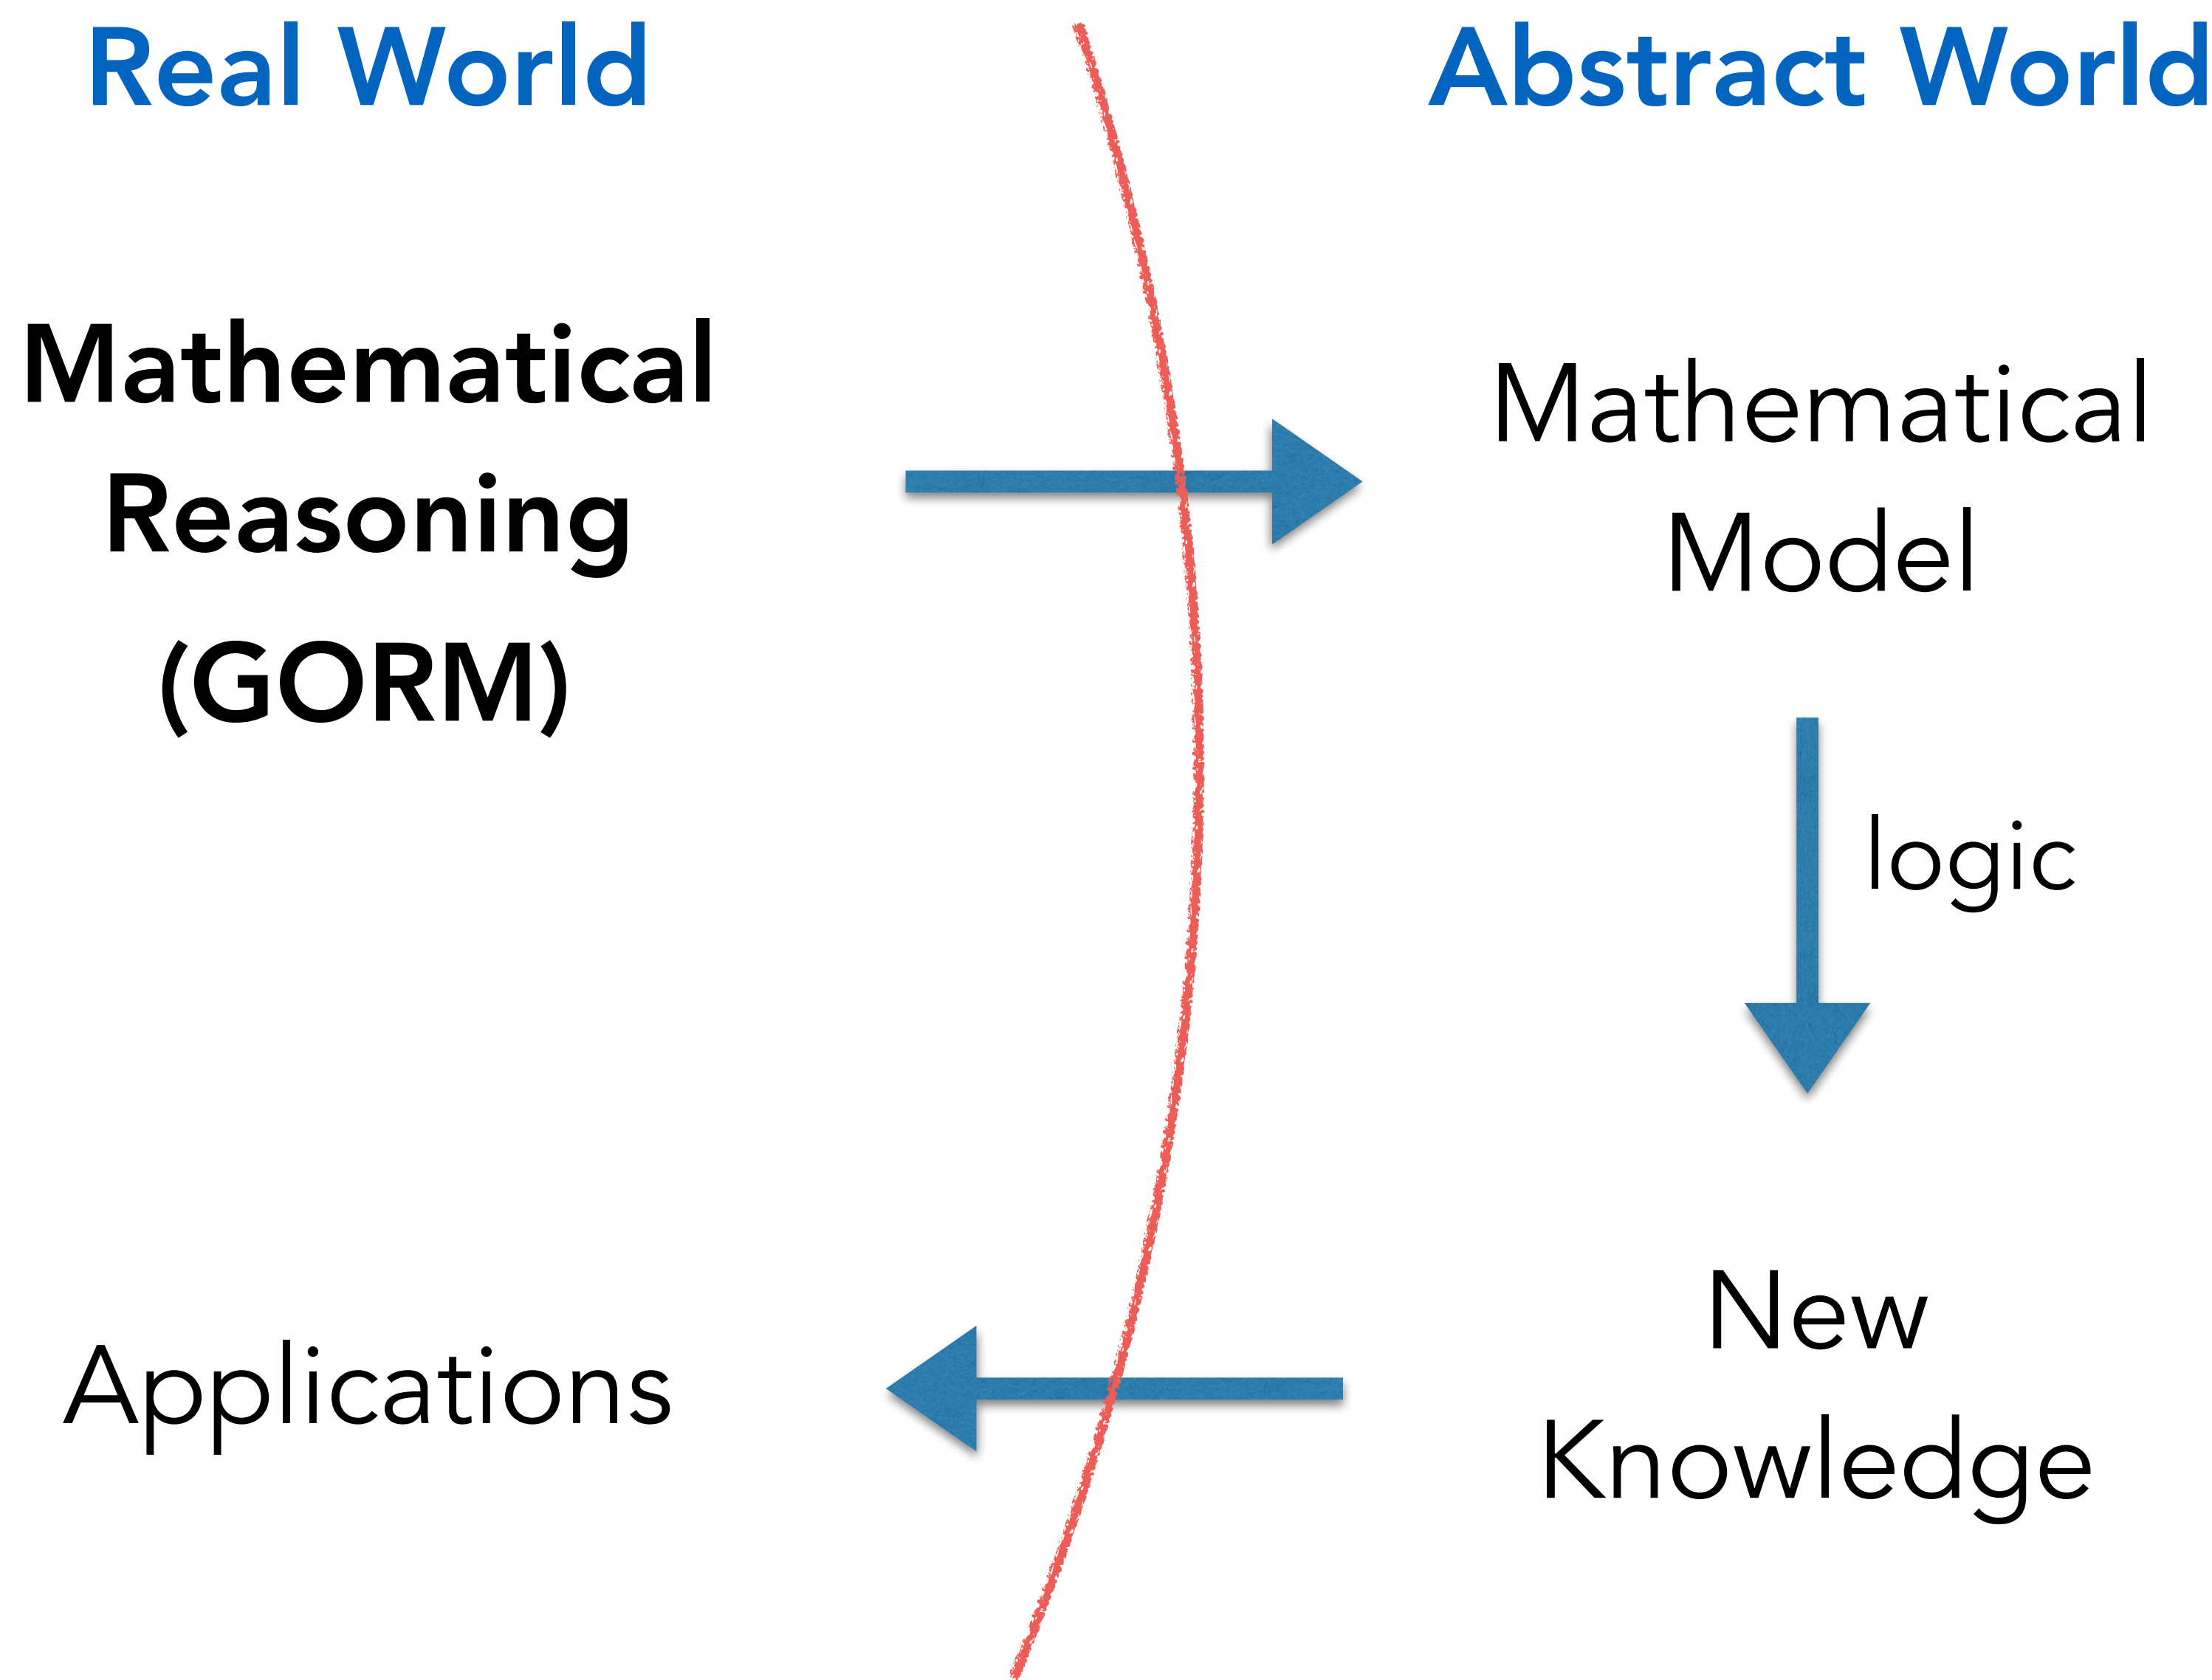 Real World
Abstract World
Mathematical
Reasoning
(GORM)
Mathematical
Model
logic
Applications
New
Knowledge